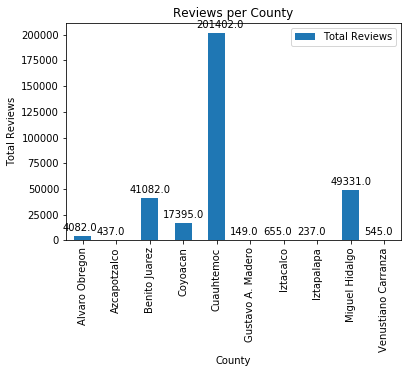 Reviews per County
Total Reviews
200000
175000
150000
125000
100000
75000
50000
25000
0
Total Reviews
4082.0
437.0
41082.0
17395.0
201402.0
149.0
655.0
237.0
49331.0
545.0
Alvaro Obregon
Azcapotzalco
Benito Juarez
Coyoacan
Cuauhtemoc
Gustavo A. Madero
Iztacalco
Iztapalapa
Miguel Hidalgo
Venustiano Carranza
County